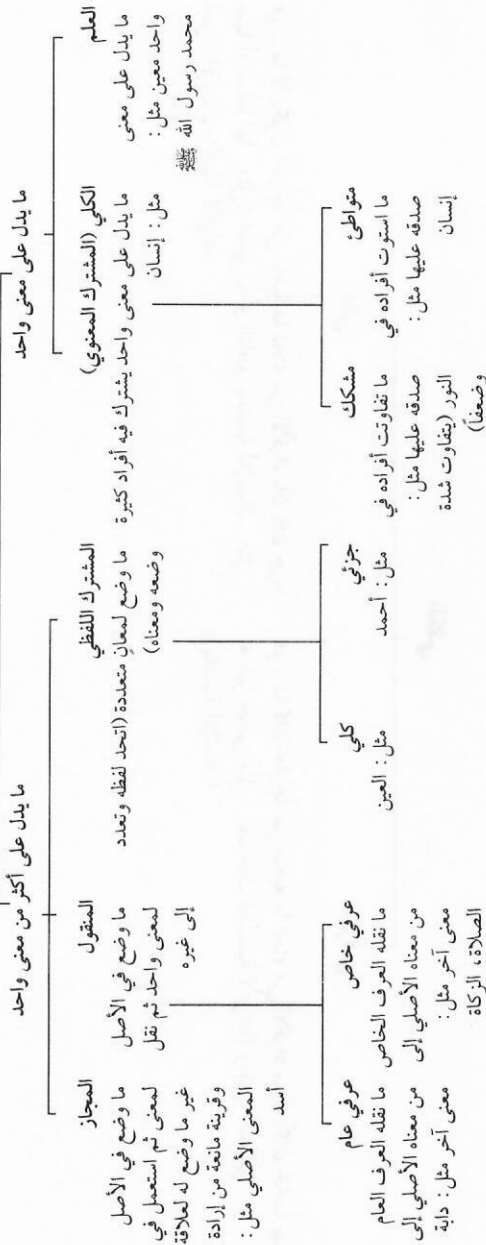 ما يدل على معنى واحد
العلم
ما يدل على معنى
واحد معين مثل :
محمد رسول الله ﷺ
الكلي (المشترك المعنوي)
ما يدل على معنى واحد يشترك فيه أفراد كثيرة
مثل : إنسان
متواطئ
ما استوت أفراده في
صدقه عليها مثل :
إنسان
مشكك
ما تفاوتت أفراده في
صدقه عليها مثل :
النور (يتفاوت شدة
وضعفاً)
ما يدل على أكثر من معنى واحد
المشترك اللفظي
ما وضع لمعانٍ متعددة (اتحد لفظه وتعدد
وضعه ومعناه)
جزئي
مثل : أحمد
كلي
مثل : العين
المنقول
ما وضع في الأصل
لمعنى واحد ثم نقل
إلى غيره
عرفي خاص
ما نقله العرف الخاص
من معناه الأصلي إلى
معنى آخر مثل :
الصلاة، الزكاة
عرفي عام
ما نقله العرف العام
من معناه الأصلي إلى
معنى آخر مثل : دابة
المجاز
ما وضع في الأصل
لمعنى ثم استعمل في
غير ما وضع له لعلاقة
وقرينة مانعة من إرادة
المعنى الأصلي مثل :
أسد